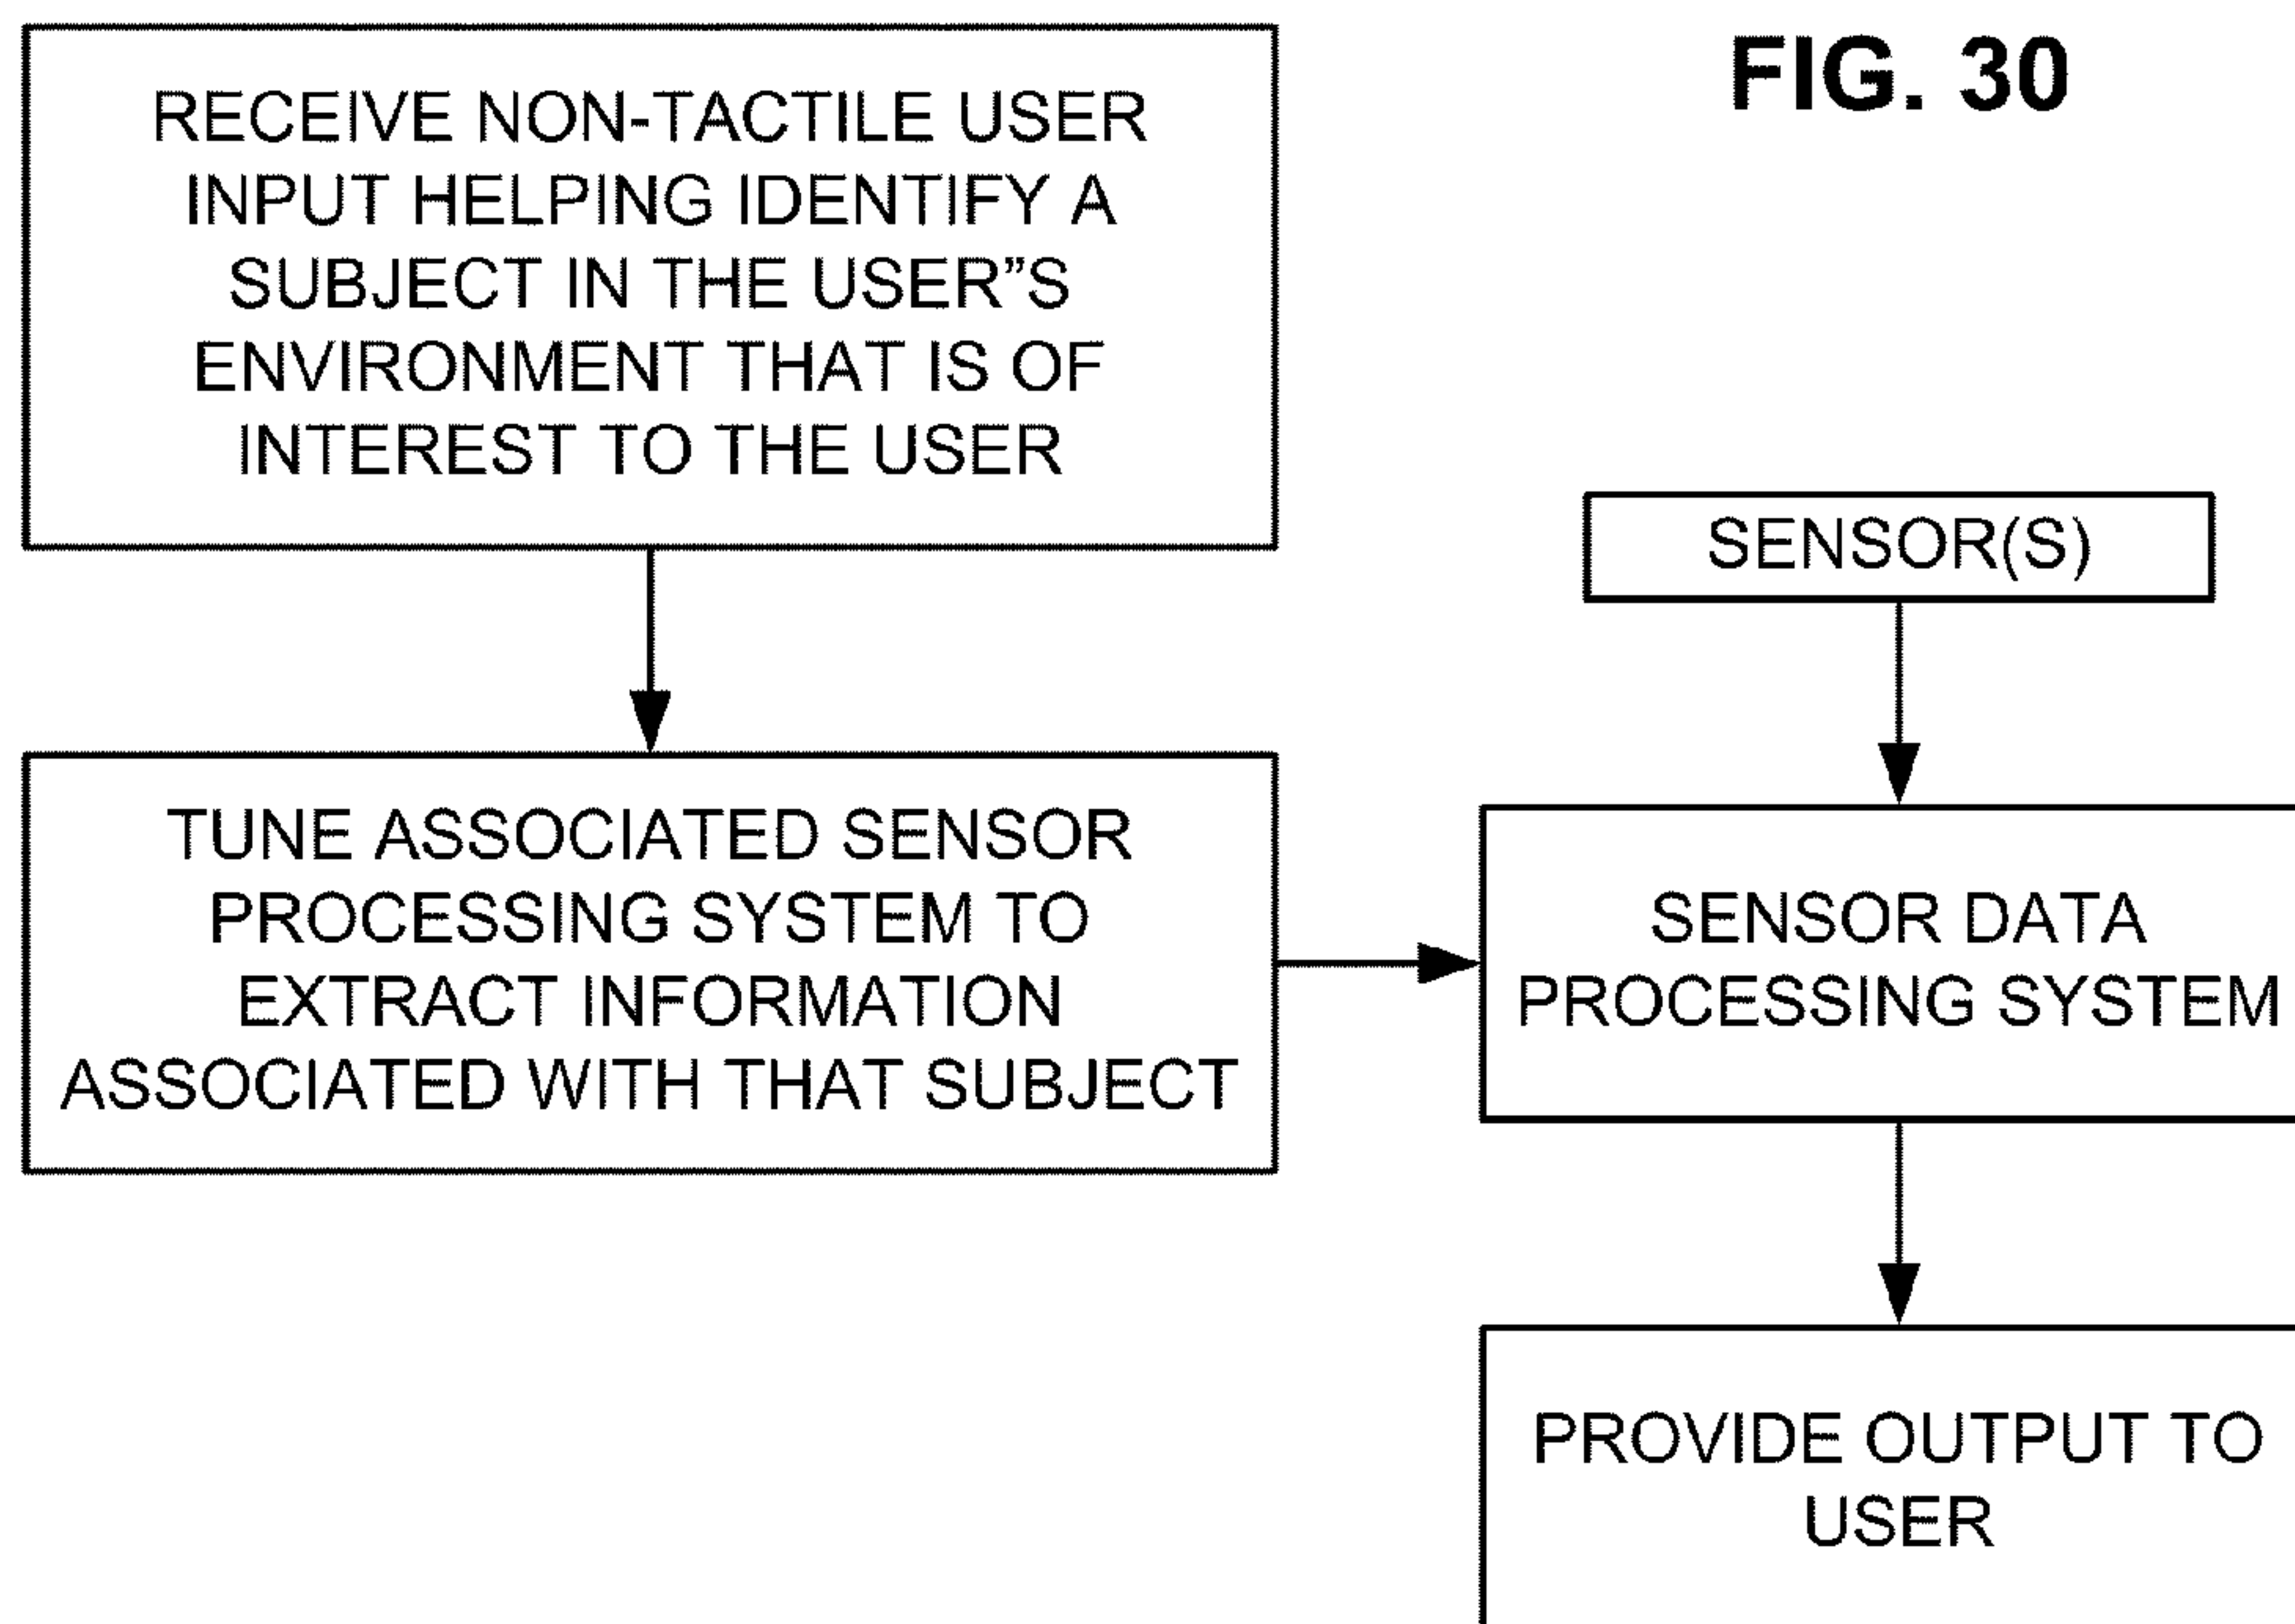 FIG. 30
RECEIVE NON-TACTILE USER
INPUT HELPING IDENTIFY A
SUBJECT IN THE USER”S
ENVIRONMENT THAT IS OF
INTEREST TO THE USER
SENSOR(S)
TUNE ASSOCIATED SENSOR
PROCESSING SYSTEM TO
EXTRACT INFORMATION
ASSOCIATED WITH THAT SUBJECT
SENSOR DATA
PROCESSING SYSTEM
PROVIDE OUTPUT TO
USER